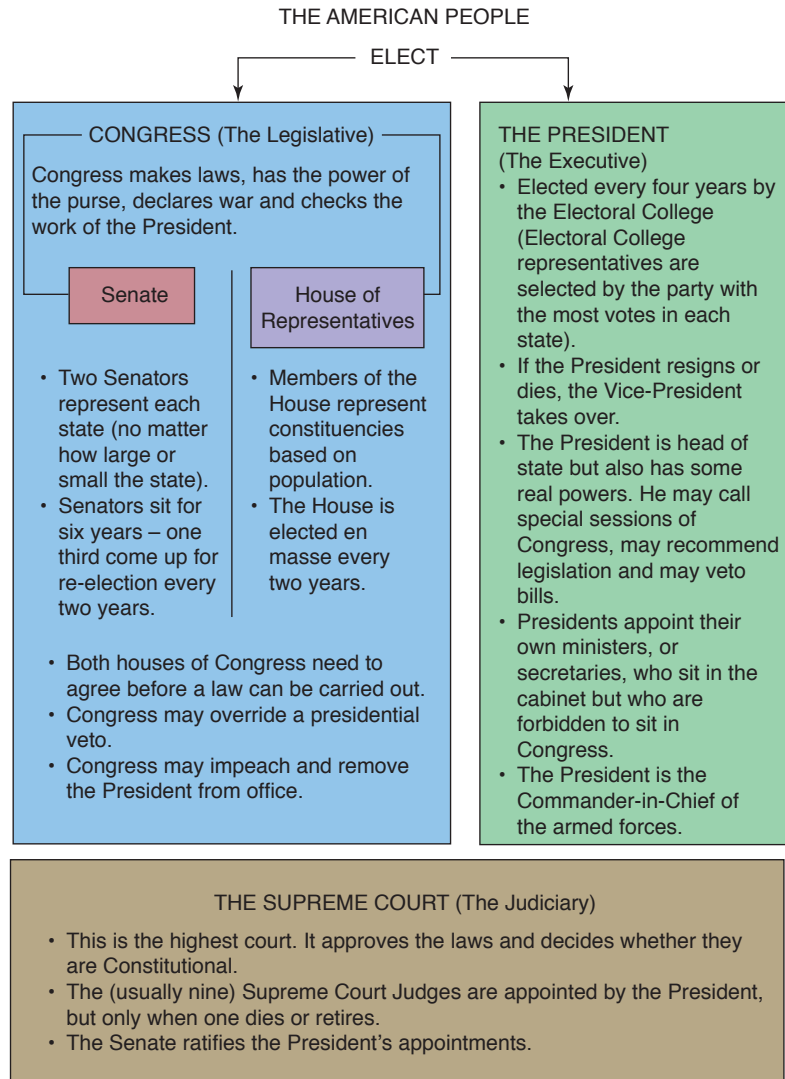 THE AMERICAN PEOPLE
ELECT
CONGRESS (The Legislative)
Congress makes laws, has the power of
the purse, declares war and checks the
work of the President.
Senate
• Two Senators
represent each
state (no matter
how large or
small the state).
• Senators sit for
six years – one
third come up for
re-election every
two years.
House of
Representatives
• Members of the
House represent
constituencies
based on
population.
• The House is
elected en
masse every
two years.
• Both houses of Congress need to
agree before a law can be carried out.
• Congress may override a presidential
veto.
• Congress may impeach and remove
the President from office.
THE PRESIDENT
(The Executive)
• Elected every four years by
the Electoral College
(Electoral College
representatives are
selected by the party with
the most votes in each
state).
• If the President resigns or
dies, the Vice-President
takes over.
• The President is head of
state but also has some
real powers. He may call
special sessions of
Congress, may recommend
legislation and may veto
bills.
• Presidents appoint their
own ministers, or
secretaries, who sit in the
cabinet but who are
forbidden to sit in
Congress.
• The President is the
Commander-in-Chief of
the armed forces.
THE SUPREME COURT (The Judiciary)
• This is the highest court. It approves the laws and decides whether they
are Constitutional.
• The (usually nine) Supreme Court Judges are appointed by the President,
but only when one dies or retires.
• The Senate ratifies the President's appointments.